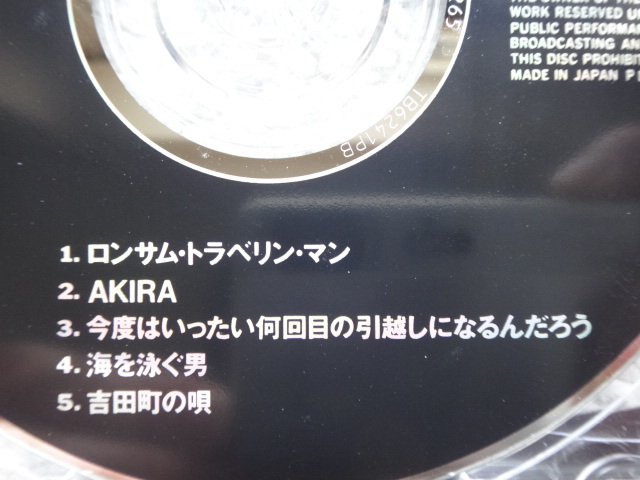 WORK RESERVED U
PUBLIC PERFORMA
BROADCASTING AN
THIS DISC PROHIBIT
MADE IN JAPAN
265
TB6241PB
1. ロンサム・トラベリン・マン
2. AKIRA
3. 今度はいったい何回目の引越しになるんだろう
4. 海を泳ぐ男
5. 吉田町の唄